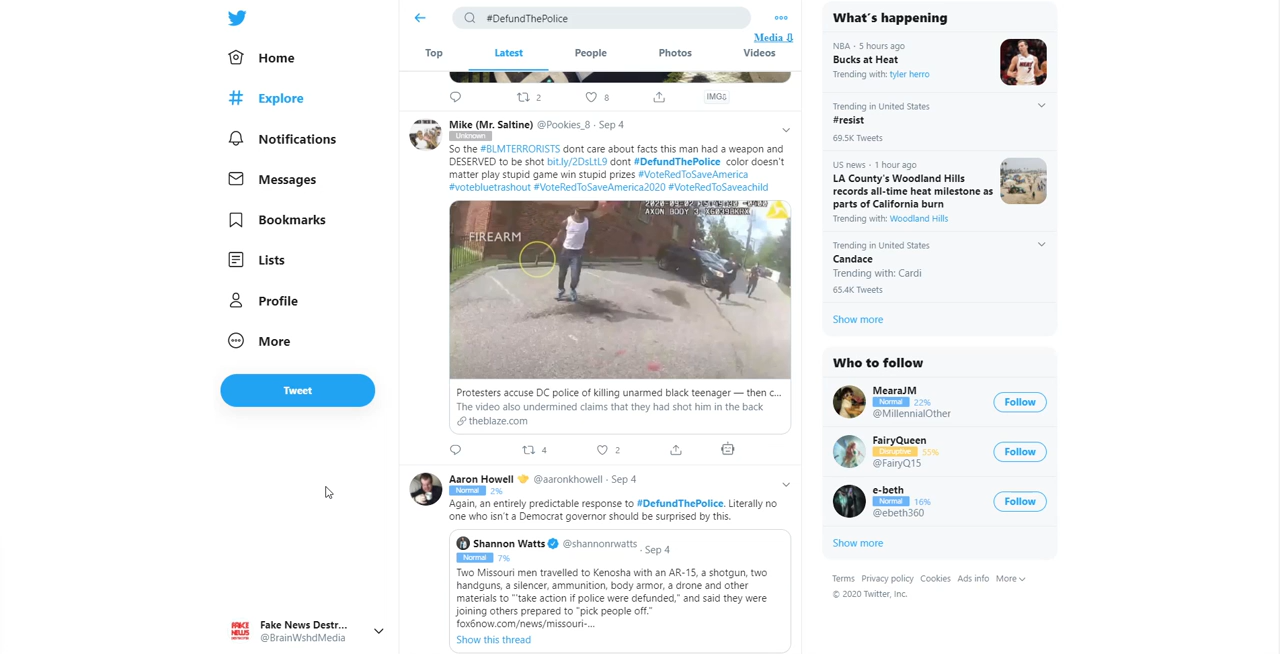 Home
Explore
Notifications
Messages
Bookmarks
Lists
Profile
More
Tweet
FAKE NEWS
Fake News Destr...
@BrainWshdMedia
#DefundThePolice
Media ⇩
Top
Latest
People
Photos
Videos
2
8
IMG⇩
Mike (Mr. Saltine) @Pookies_8 · Sep 4
Unknown
So the #BLMTERRORISTS dont care about facts this man had a weapon and
DESERVED to be shot bit.ly/2DsLtL9 dont #DefundThePolice color doesn't
matter play stupid game win stupid prizes #VoteRedToSaveAmerica
#votebluetrashout #VoteRedToSaveAmerica2020 #VoteRedToSaveachild
FIREARM
Protesters accuse DC police of killing unarmed black teenager — then c...
The video also undermined claims that they had shot him in the back
theblaze.com
4
2
Aaron Howell @aaronkhowell · Sep 4
Normal 2%
Again, an entirely predictable response to #DefundThePolice. Literally no
one who isn't a Democrat governor should be surprised by this.
Shannon Watts @shannonrwatts · Sep 4
Normal 7%
Two Missouri men travelled to Kenosha with an AR-15, a shotgun, two
handguns, a silencer, ammunition, body armor, a drone and other
materials to "'take action if police were defunded," and said they were
joining others prepared to "pick people off."
fox6now.com/news/missouri-...
Show this thread
What's happening
NBA · 5 hours ago
Bucks at Heat
Trending with: tyler herro
Trending in United States
#resist
69.5K Tweets
US news · 1 hour ago
LA County's Woodland Hills
records all-time heat milestone as
parts of California burn
Trending with: Woodland Hills
Trending in United States
Candace
Trending with: Cardi
65.4K Tweets
Show more
Who to follow
MearaJM
Normal 22%
@MillennialOther
Follow
FairyQueen
Disruptive 55%
@FairyQ15
Follow
e-beth
Normal 16%
@ebeth360
Follow
Show more
Terms Privacy policy Cookies Ads info More
© 2020 Twitter, Inc.